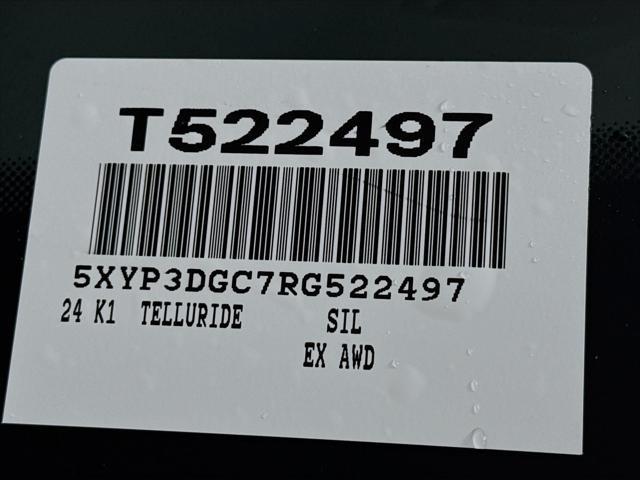 T522497
5XYP3DGC7RG522497
24 K1 TELLURIDE SIL
EX AWD